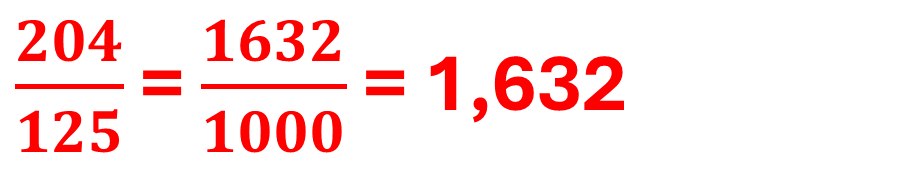 204/125 = 1632/1000 = 1,632